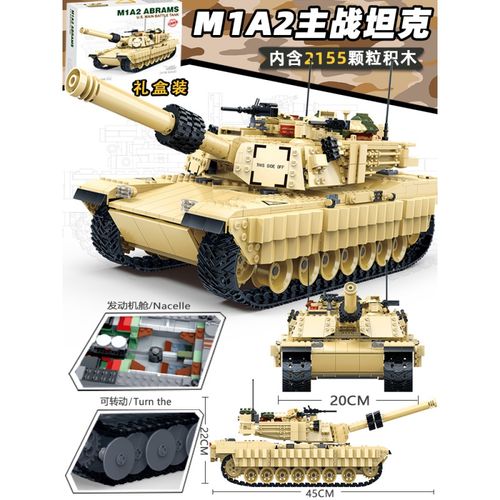 M1A2 ABRAMS
U.S. MAIN BATTLE TANK
M1A2主战坦克
内含2155颗粒积木
礼盒装
THIS SIDE OFF
发动机舱/Nacelle
可转动/Turn the
20CM
22CM
45CM